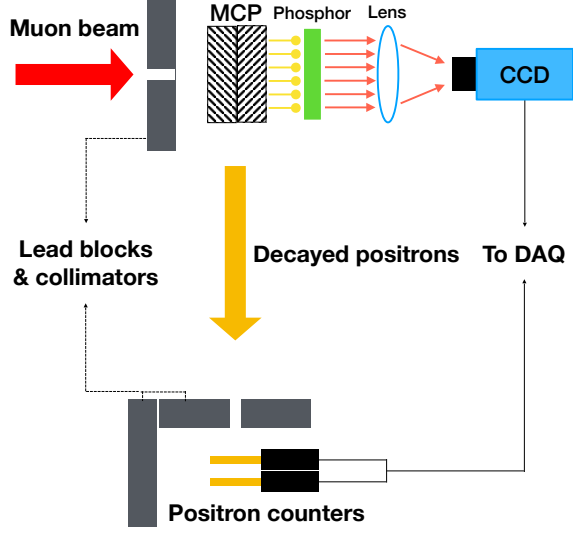 Muon beam
MCP
Phosphor
Lens
CCD
Lead blocks
& collimators
Decayed positrons
To DAQ
Positron counters